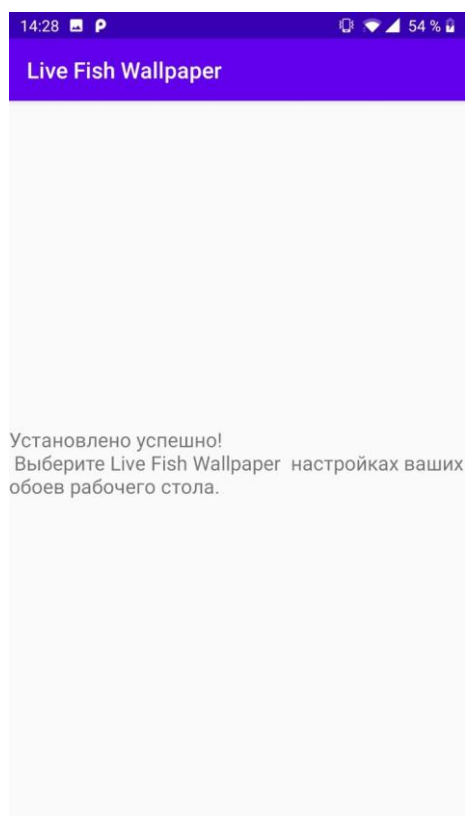 14:28 54 %
Live Fish Wallpaper
Установлено успешно!
Выберите Live Fish Wallpaper  настройках ваших
обоев рабочего стола.